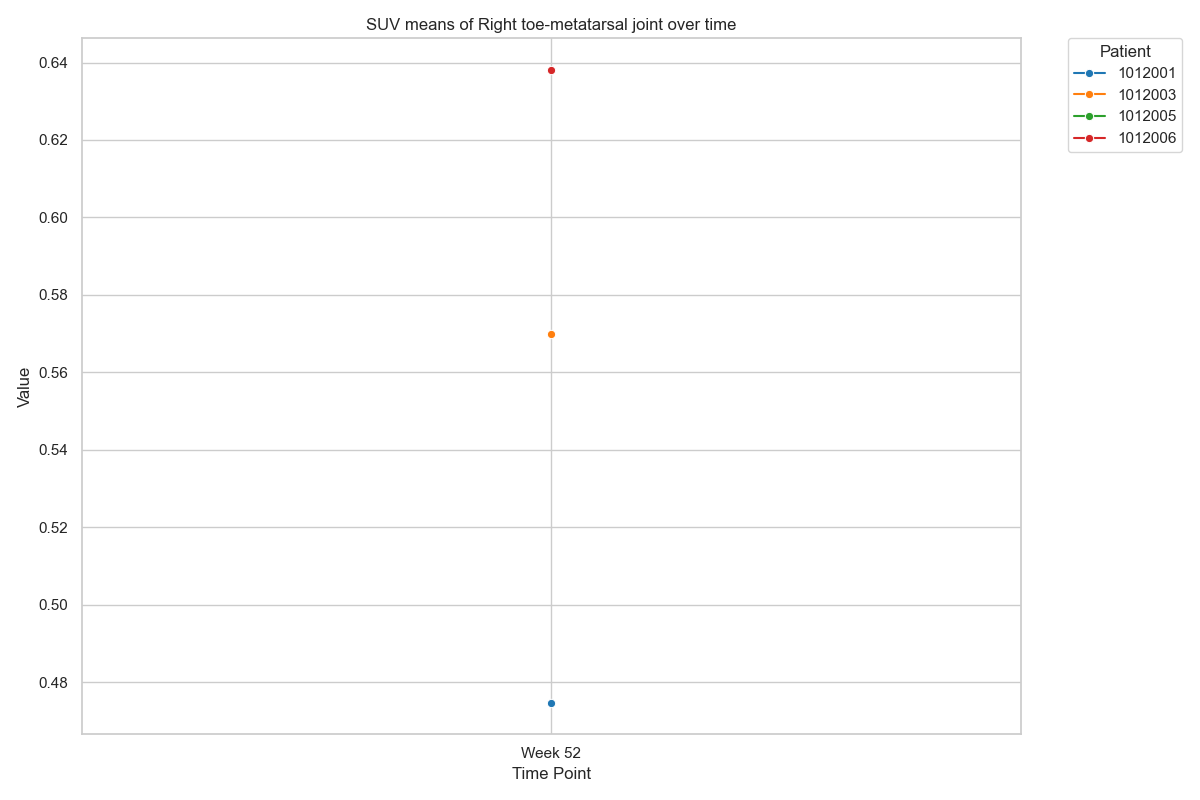 SUV means of Right toe-metatarsal joint over time
Patient
1012001
1012003
1012005
1012006
Value
0.64
0.62
0.60
0.58
0.56
0.54
0.52
0.50
0.48
Week 52
Time Point